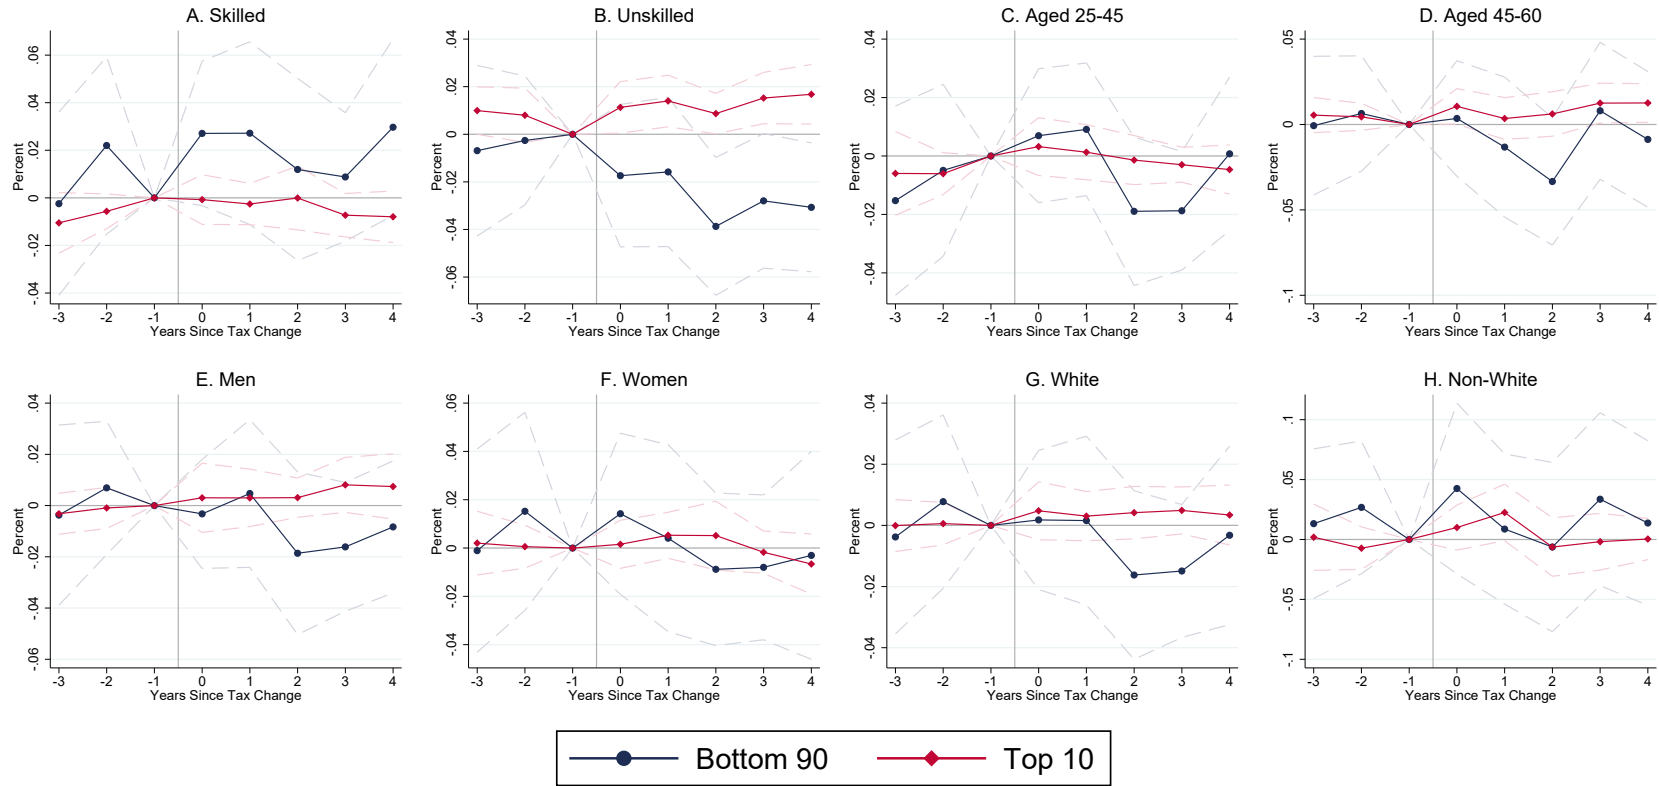 A. Skilled
Percent
.06
.04
.02
0
-.02
-.04
-3 -2 -1 0 1 2 3 4
Years Since Tax Change
B. Unskilled
Percent
.04
.02
0
-.02
-.04
-.06
-3 -2 -1 0 1 2 3 4
Years Since Tax Change
C. Aged 25-45
Percent
.04
.02
0
-.02
-.04
-3 -2 -1 0 1 2 3 4
Years Since Tax Change
D. Aged 45-60
Percent
.05
0
-.05
-.1
-3 -2 -1 0 1 2 3 4
Years Since Tax Change
E. Men
Percent
.04
.02
0
-.02
-.04
-.06
-3 -2 -1 0 1 2 3 4
Years Since Tax Change
F. Women
Percent
.06
.04
.02
0
-.02
-.04
-3 -2 -1 0 1 2 3 4
Years Since Tax Change
G. White
Percent
.04
.02
0
-.02
-.04
-3 -2 -1 0 1 2 3 4
Years Since Tax Change
H. Non-White
Percent
.1
.05
0
-.05
-.1
-3 -2 -1 0 1 2 3 4
Years Since Tax Change
Bottom 90 Top 10